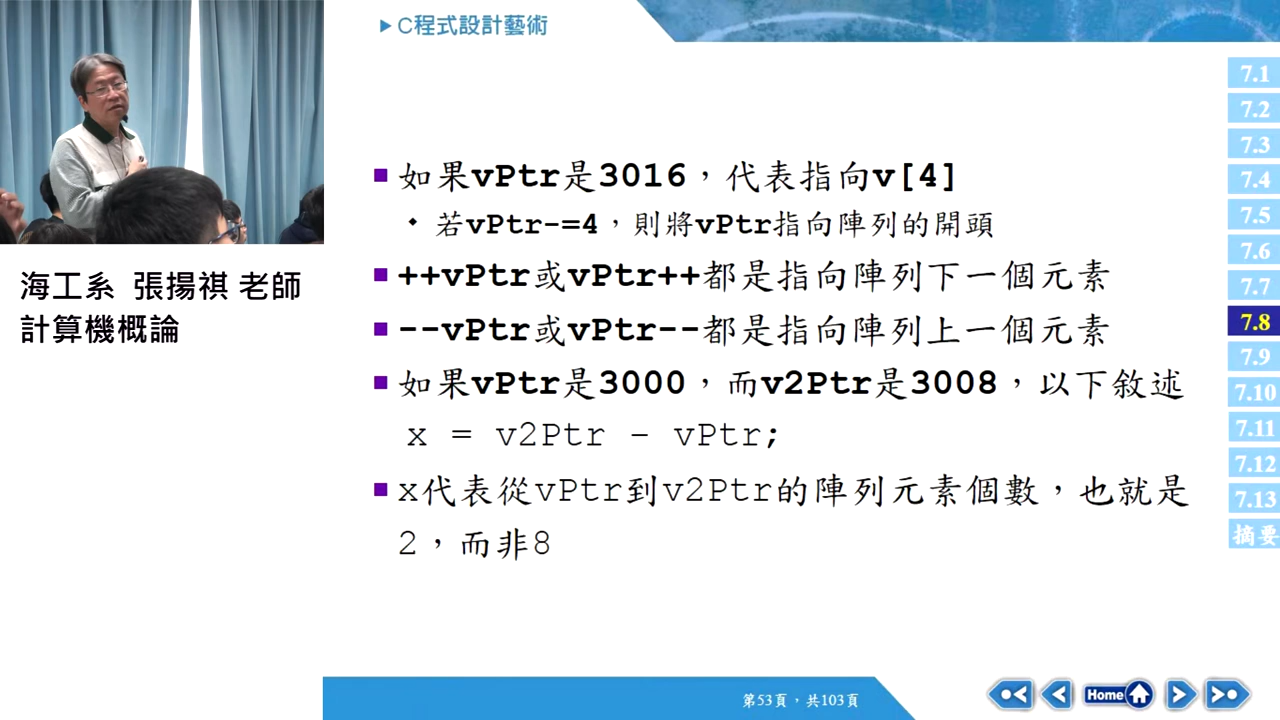 C程式設計藝術
海工系 張揚祺 老師
計算機概論
如果vPtr是3016，代表指向v[4]
若vPtr-=4，則將vPtr指向陣列的開頭
++vPtr或vPtr++都是指向陣列下一個元素
--vPtr或vPtr--都是指向陣列上一個元素
如果vPtr是3000，而v2Ptr是3008，以下敘述
x = v2Ptr - vPtr;
x代表從vPtr到v2Ptr的陣列元素個數，也就是
2，而非8
7.1
7.2
7.3
7.4
7.5
7.6
7.7
7.8
7.9
7.10
7.11
7.12
7.13
摘要
第53頁，共103頁
Home